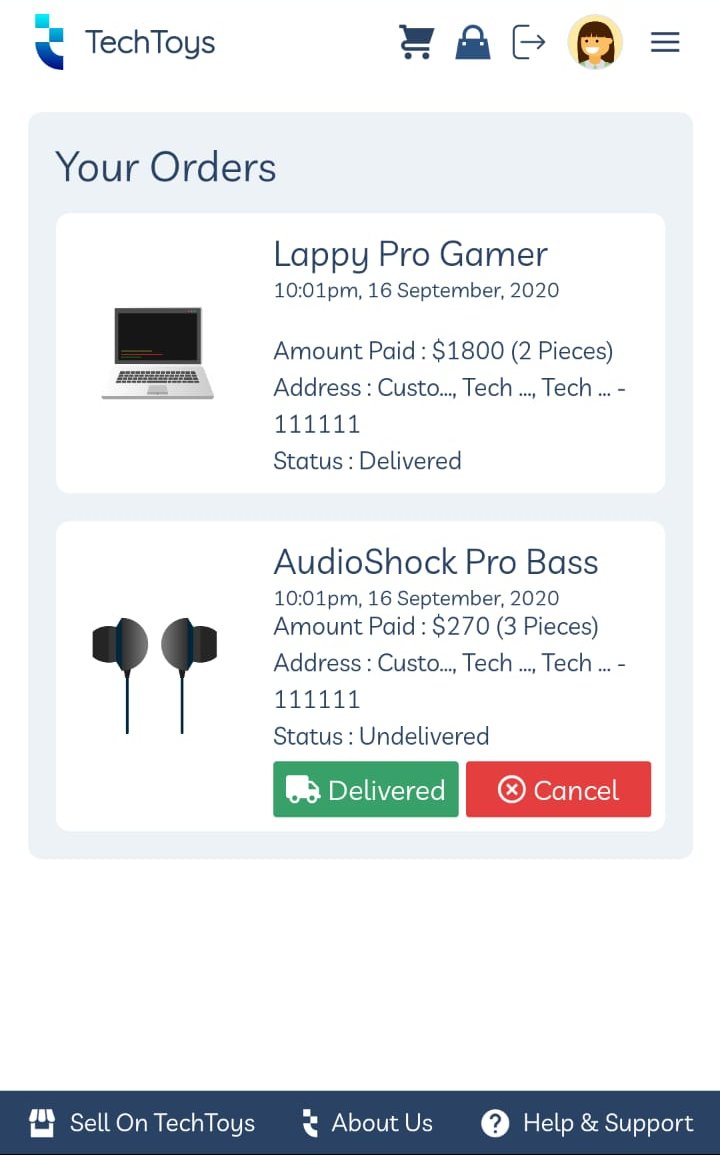 TechToys
Your Orders
Lappy Pro Gamer
10:01pm, 16 September, 2020
Amount Paid : $1800 (2 Pieces)
Address : Custo..., Tech ..., Tech ... -
111111
Status : Delivered
AudioShock Pro Bass
10:01pm, 16 September, 2020
Amount Paid : $270 (3 Pieces)
Address : Custo..., Tech ..., Tech ... -
111111
Status : Undelivered
Delivered
Cancel
Sell On TechToys
About Us
Help & Support